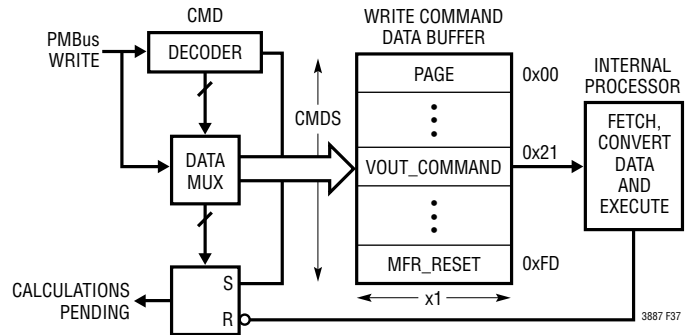 CMD
PMBus
WRITE
DECODER
DATA
MUX
S
R
CALCULATIONS
PENDING
CMDS
WRITE COMMAND
DATA BUFFER
PAGE
0x00
VOUT_COMMAND
0x21
MFR_RESET
0xFD
x1
INTERNAL
PROCESSOR
FETCH,
CONVERT
DATA
AND
EXECUTE
3887 F37